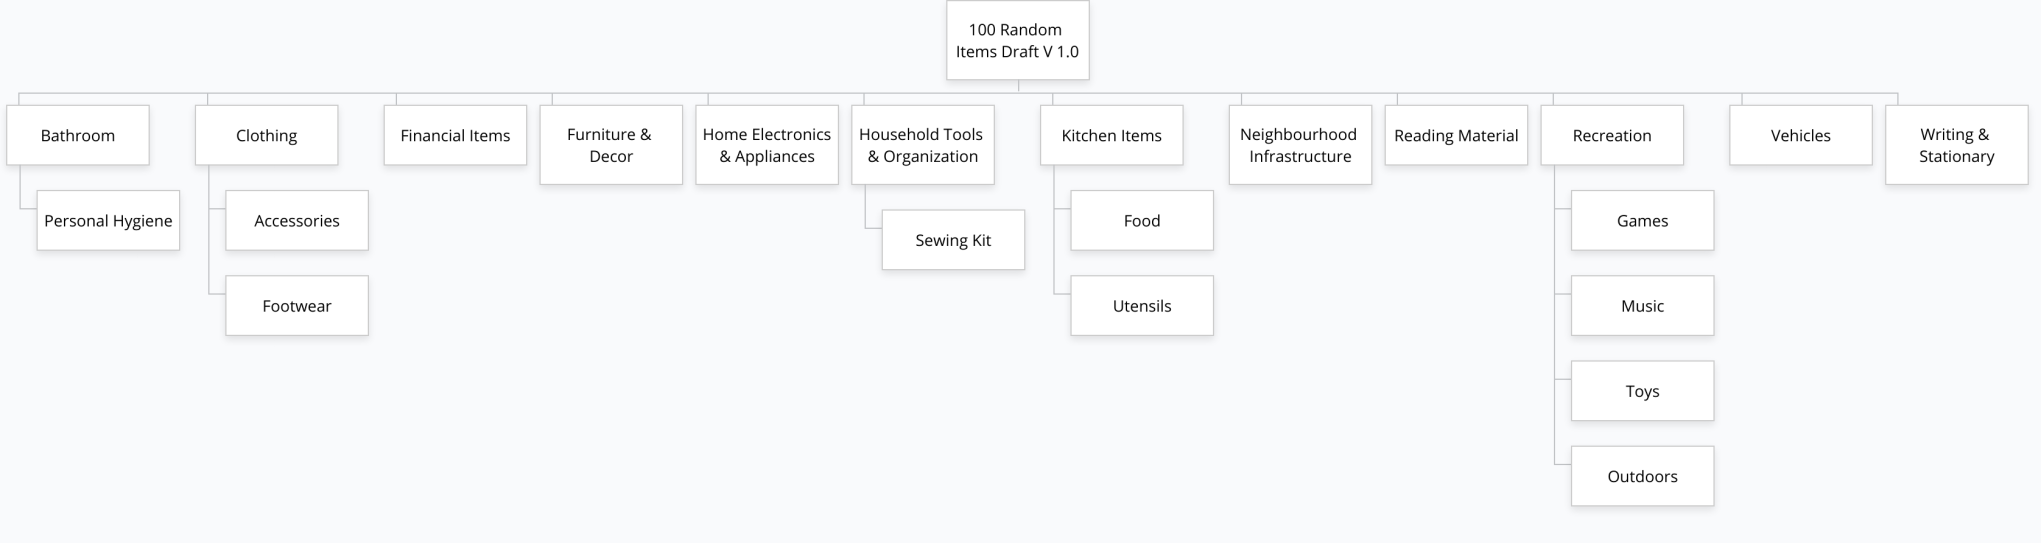 100 Random
Items Draft V 1.0
Bathroom
Clothing
Financial Items
Furniture &
Decor
Home Electronics
& Appliances
Household Tools
& Organization
Kitchen Items
Neighbourhood
Infrastructure
Reading Material
Recreation
Vehicles
Writing &
Stationary
Personal Hygiene
Accessories
Footwear
Sewing Kit
Food
Utensils
Games
Music
Toys
Outdoors